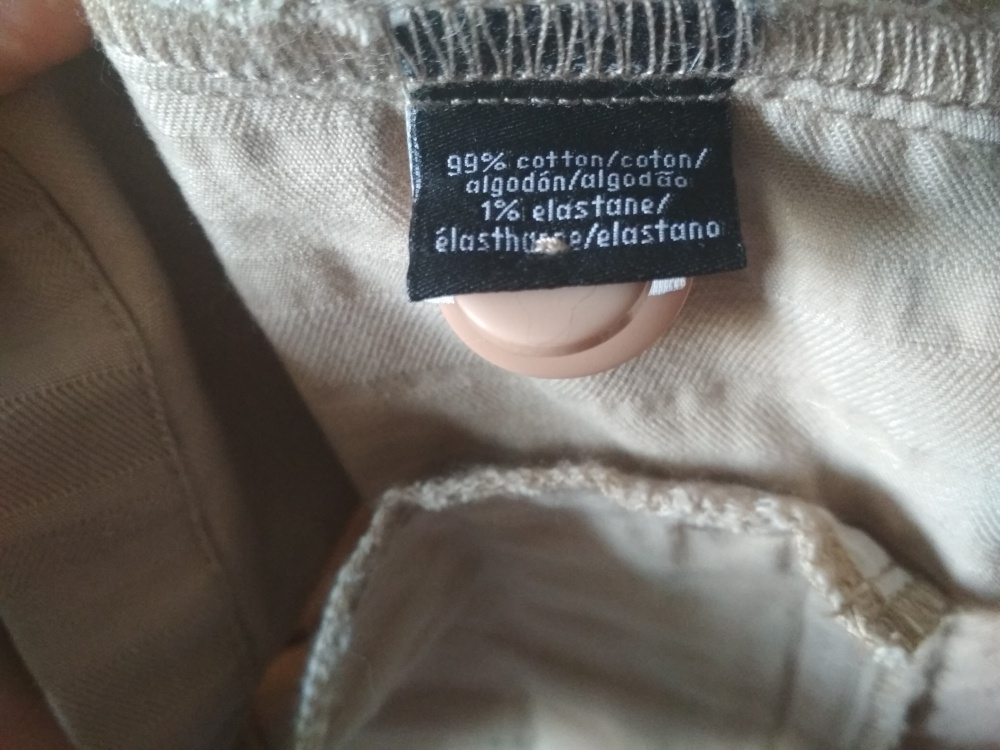 99% cotton/coton/
algodón/algodão
1% elastane/
/elastano